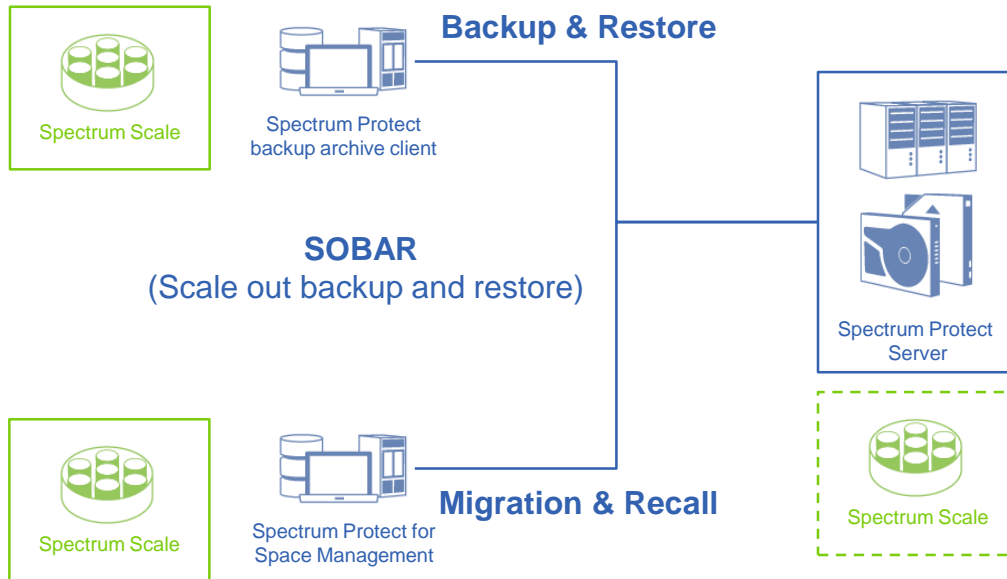 Backup & Restore
Spectrum Scale
Spectrum Protect
backup archive client
SOBAR
(Scale out backup and restore)
Spectrum Protect
Server
Spectrum Scale
Spectrum Protect for
Space Management
Migration & Recall
Spectrum Scale